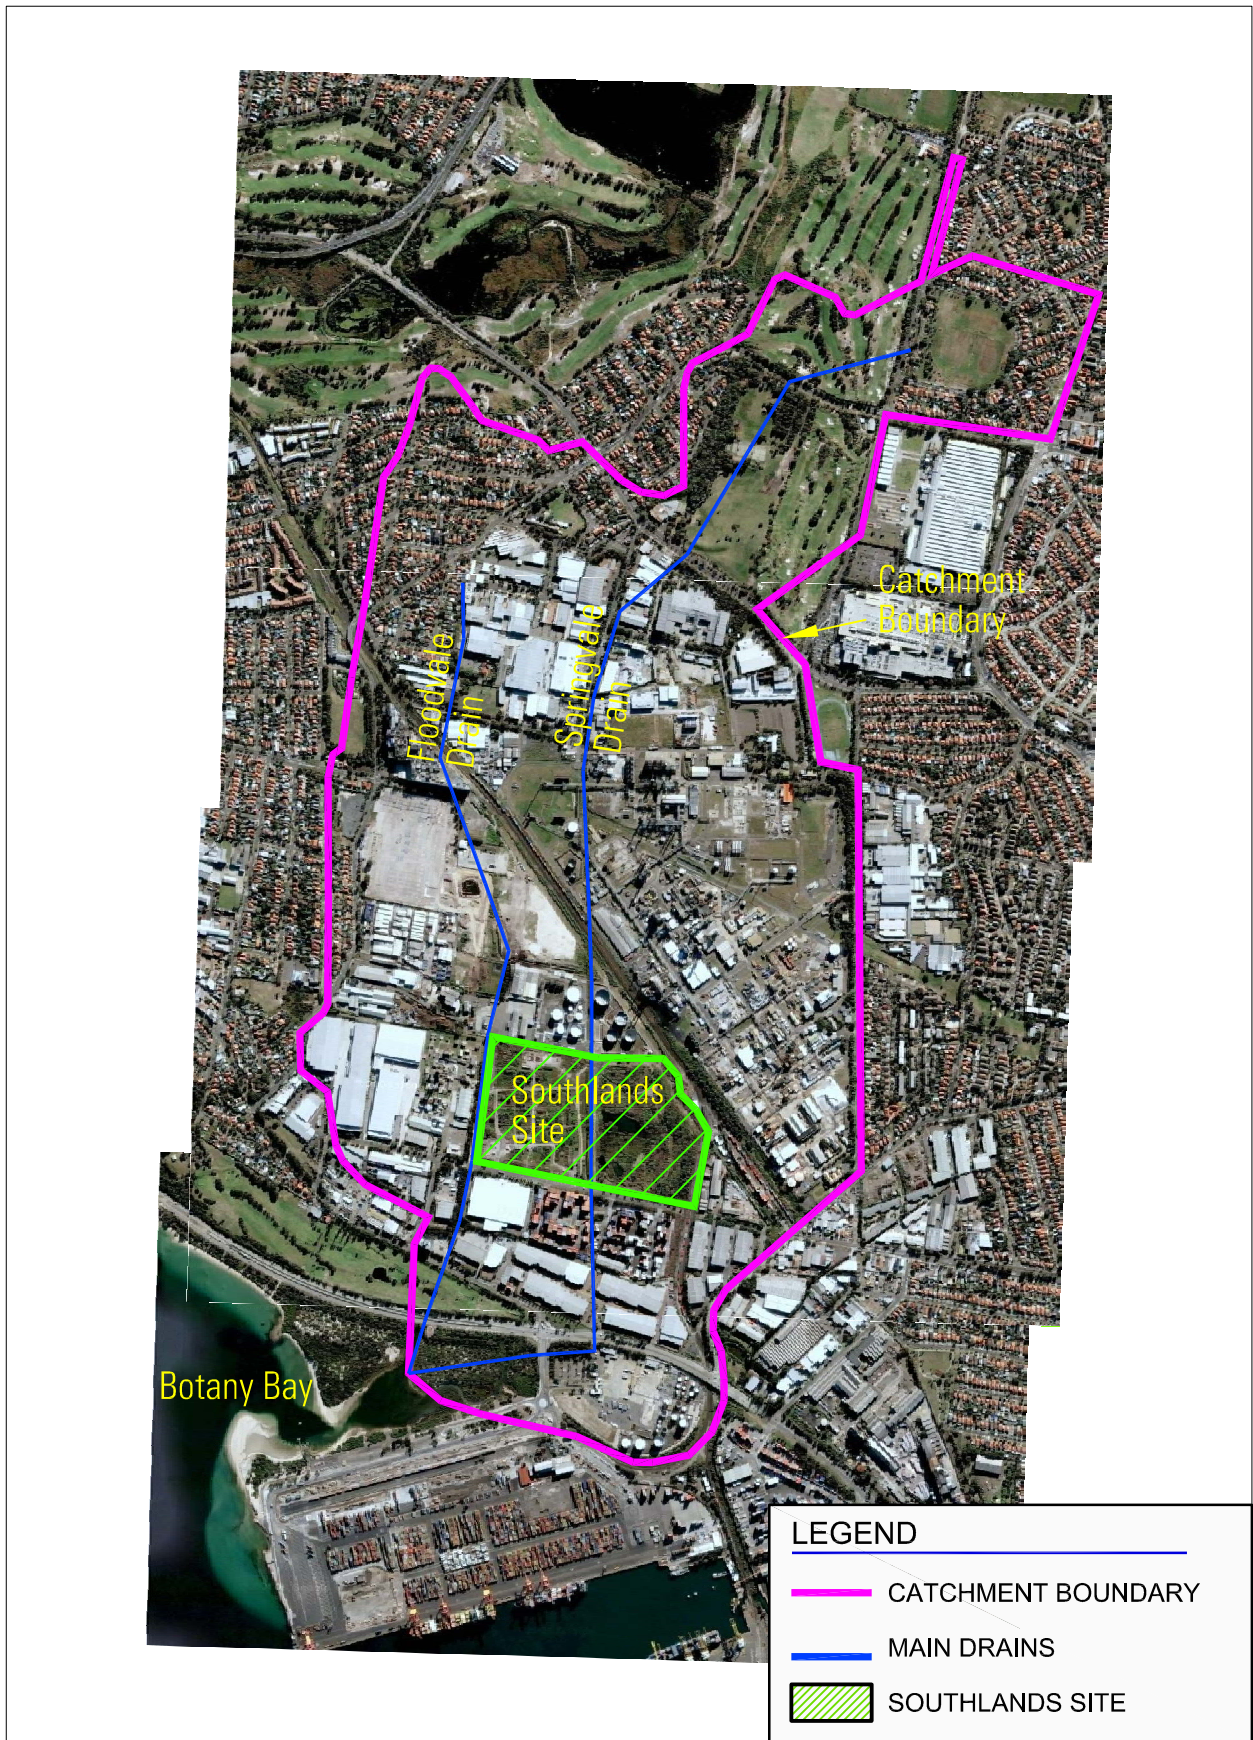 Catchment
Boundary
Floodvale
Drain
Springvale
Drain
Southlands
Site
Botany Bay
LEGEND
CATCHMENT BOUNDARY
MAIN DRAINS
SOUTHLANDS SITE